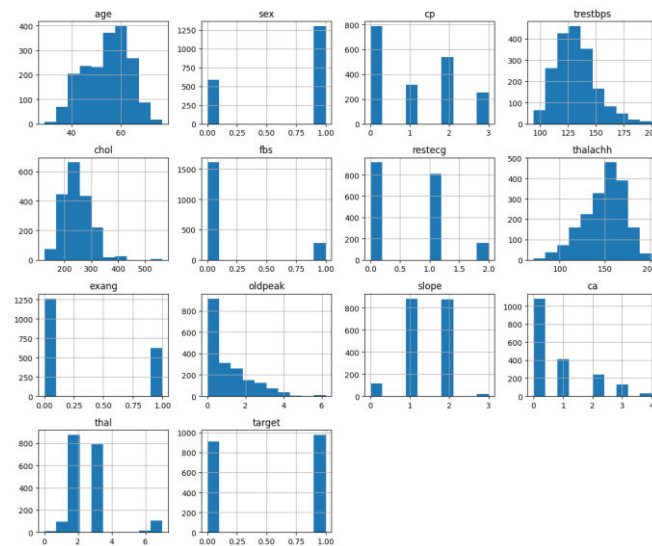 age sex cp trestbps
400 300 200 100 0
40 60
1250 1000 750 500 250 0
0.00 0.25 0.50 0.75 1.00
800 600 400 200 0
0 1 2 3
400 300 200 100 0
100 125 150 175 200
chol fbs restecg thalachh
600 400 200 0
200 300 400 500
1500 1000 500 0
0.00 0.25 0.50 0.75 1.00
800 600 400 200 0
0.0 0.5 1.0 1.5 2.0
500 400 300 200 100 0
100 150 200
exang oldpeak slope ca
1250 1000 750 500 250 0
0.00 0.25 0.50 0.75 1.00
800 600 400 200 0
0 2 4 6
800 600 400 200 0
0 1 2 3
1000 800 600 400 200 0
0 1 2 3 4
thal target
800 600 400 200 0
0 2 4 6
1000 800 600 400 200 0
0.00 0.25 0.50 0.75 1.00